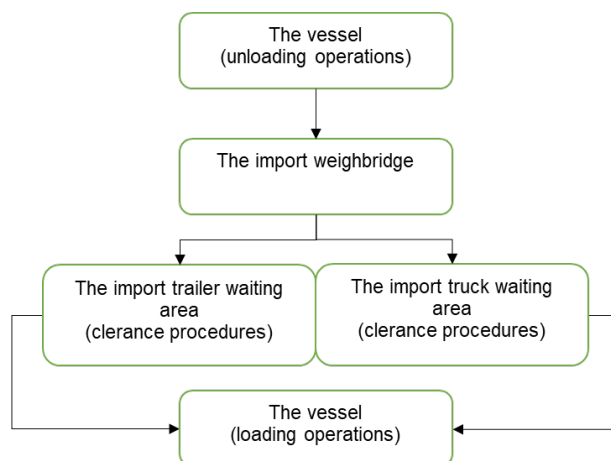 The vessel
(unloading operations)
The import weighbridge
The import trailer waiting
area
(clerance procedures)
The import truck waiting
area
(clerance procedures)
The vessel
(loading operations)